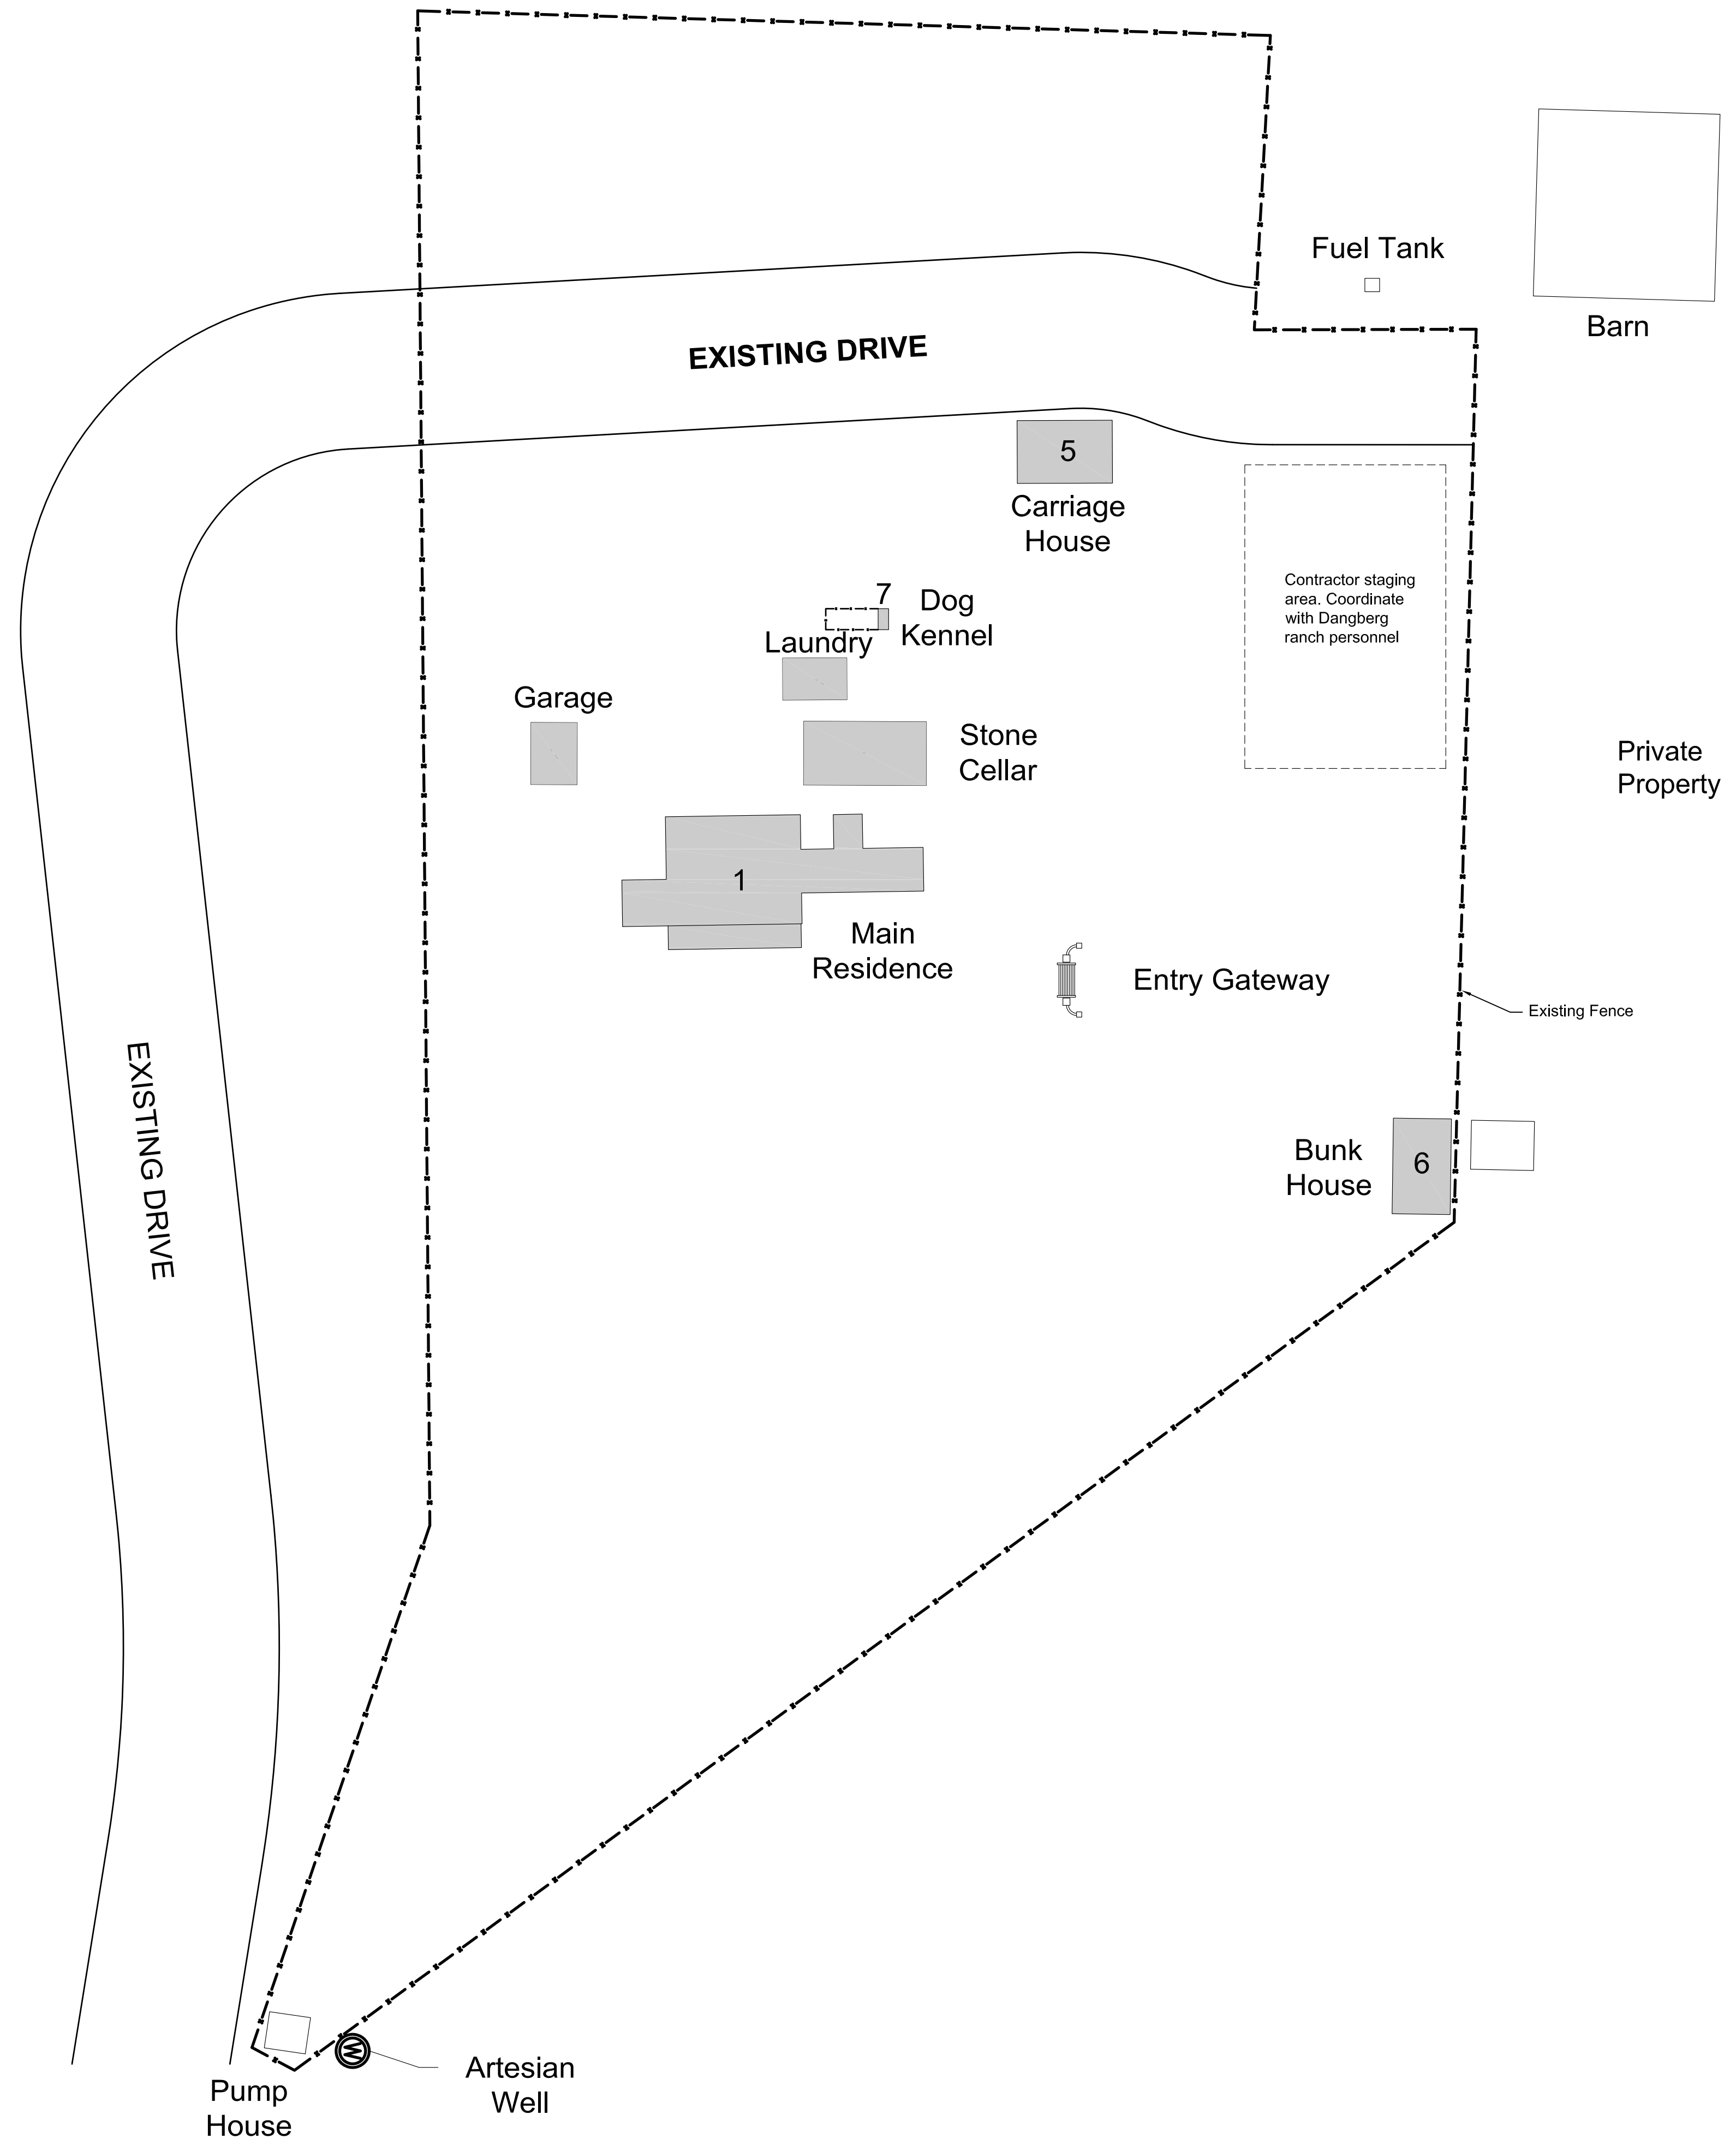 Fuel Tank
Barn
EXISTING DRIVE
5
Carriage
House
Contractor staging
area. Coordinate
with Dangberg
ranch personnel
7
Dog
Kennel
Laundry
Garage
Stone
Cellar
Private
Property
1
Main
Residence
Entry Gateway
Existing Fence
EXISTING DRIVE
Bunk
House
6
W
Artesian
Well
Pump
House